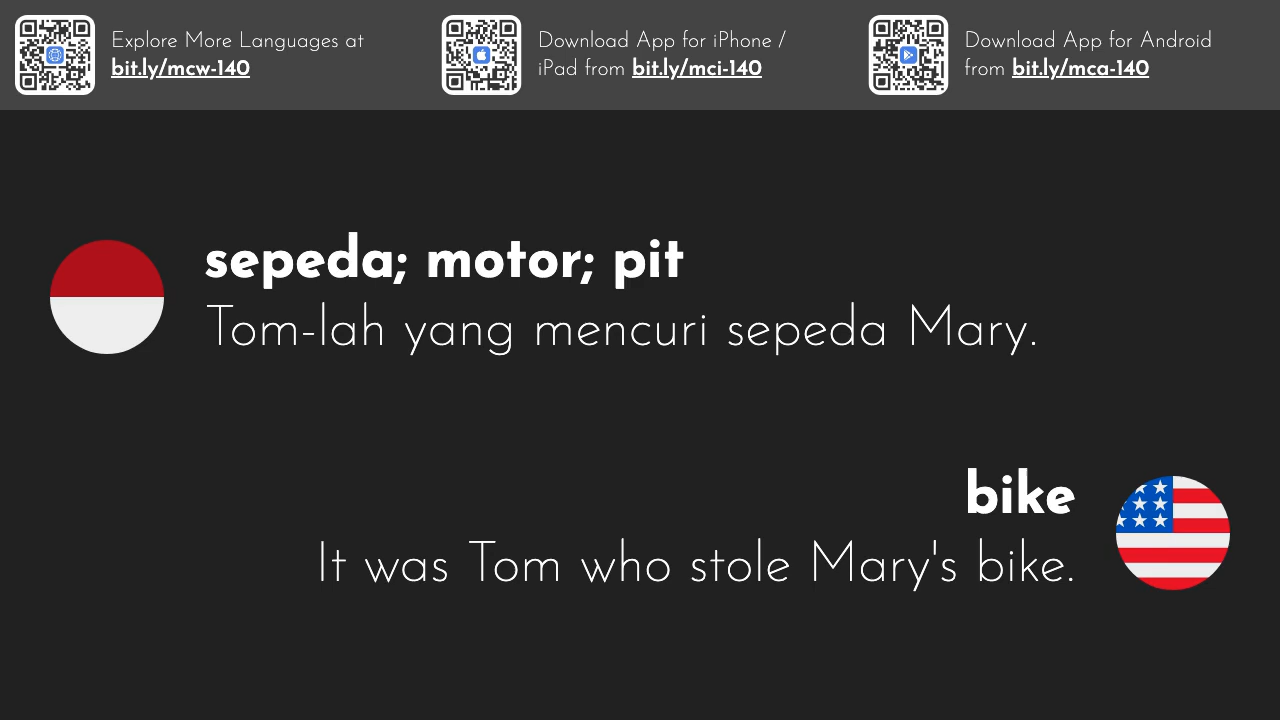 Explore More Languages at
bit.ly/mcw-140
Download App for iPhone /
iPad from bit.ly/mci-140
Download App for Android
from bit.ly/mca-140
sepeda; motor; pit
Tom-lah yang mencuri sepeda Mary.
bike
It was Tom who stole Mary's bike.